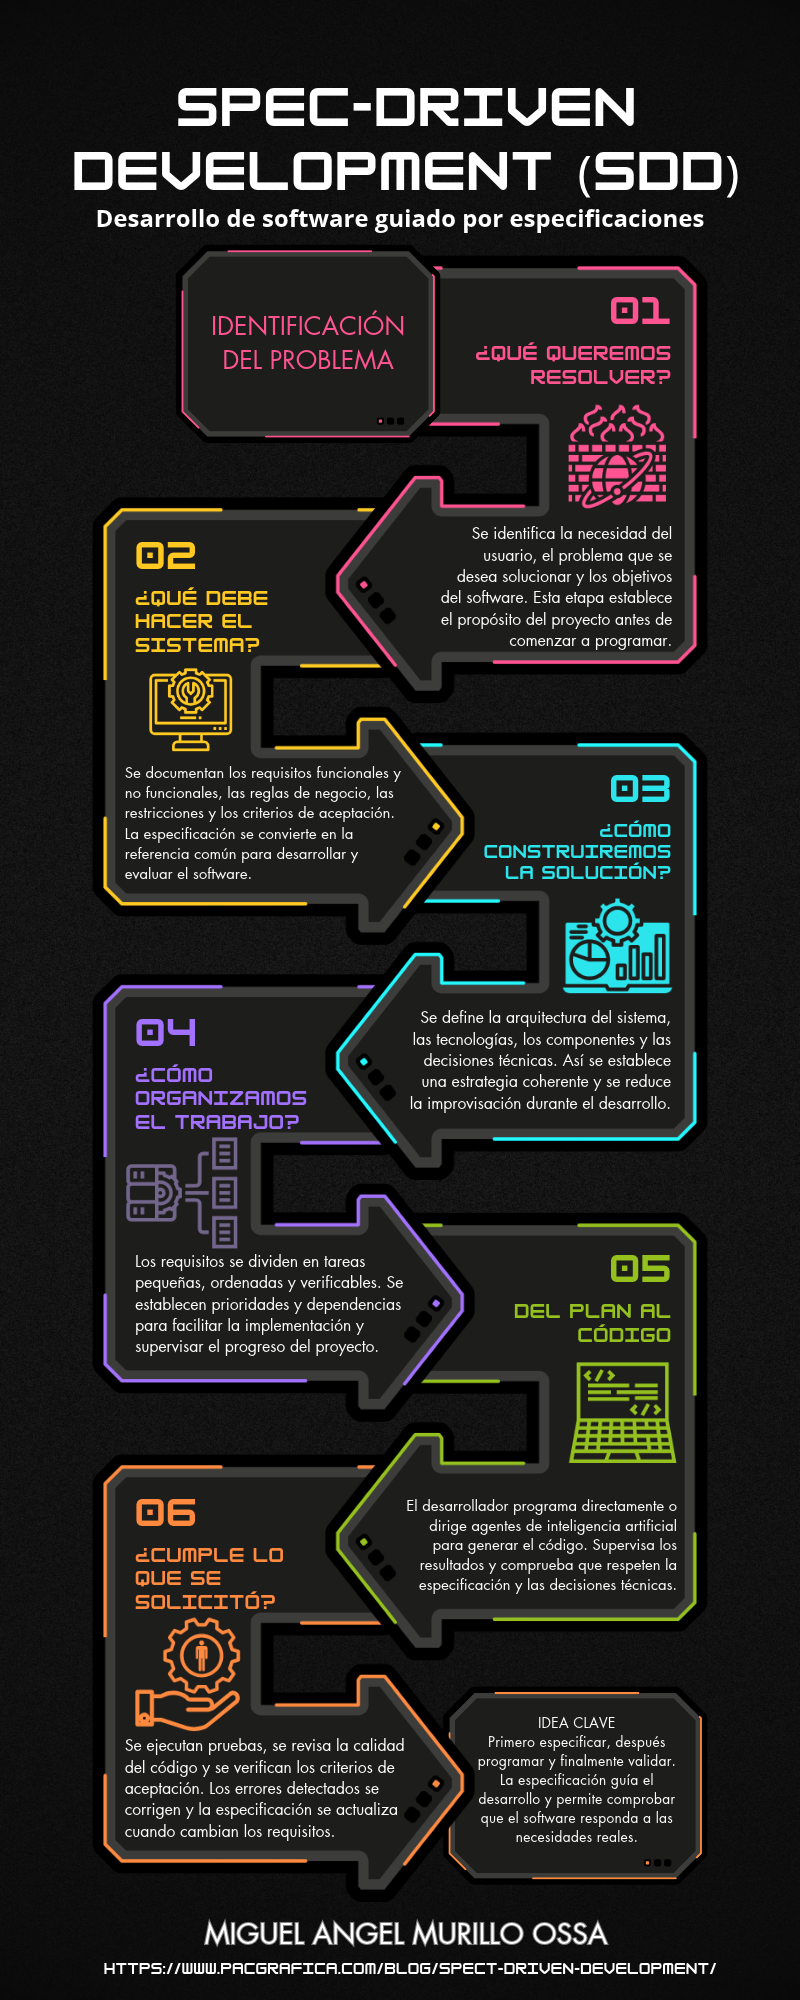 SPEC-DRIVEN
DEVELOPMENT (SDD)
Desarrollo de software guiado por especificaciones
IDENTIFICACIÓN
DEL PROBLEMA
01
¿QUÉ QUEREMOS
RESOLVER?
Se identifica la necesidad del
usuario, el problema que se
desea solucionar y los objetivos
del software. Esta etapa establece
el propósito del proyecto antes de
comenzar a programar.
02
¿QUÉ DEBE
HACER EL
SISTEMA?
Se documentan los requisitos funcionales y
no funcionales, las reglas de negocio, las
restricciones y los criterios de aceptación.
La especificación se convierte en la
referencia común para desarrollar y
evaluar el software.
03
¿CÓMO
CONSTRUIREMOS
LA SOLUCIÓN?
Se define la arquitectura del sistema,
las tecnologías, los componentes y las
decisiones técnicas. Así se establece
una estrategia coherente y se reduce
la improvisación durante el desarrollo.
04
¿CÓMO
ORGANIZAMOS
EL TRABAJO?
Los requisitos se dividen en tareas
pequeñas, ordenadas y verificables. Se
establecen prioridades y dependencias
para facilitar la implementación y
supervisar el progreso del proyecto.
05
DEL PLAN AL
CÓDIGO
El desarrollador programa directamente o
dirige agentes de inteligencia artificial
para generar el código. Supervisa los
resultados y comprueba que respeten la
especificación y las decisiones técnicas.
06
¿CUMPLE LO
QUE SE
SOLICITÓ?
Se ejecutan pruebas, se revisa la calidad
del código y se verifican los criterios de
aceptación. Los errores detectados se
corrigen y la especificación se actualiza
cuando cambian los requisitos.
IDEA CLAVE
Primero especificar, después
programar y finalmente validar.
La especificación guía el
desarrollo y permite comprobar
que el software responda a las
necesidades reales.
MIGUEL ANGEL MURILLO OSSA
HTTPS://WWW.PACGRAFICA.COM/BLOG/SPECT-DRIVEN-DEVELOPMENT/